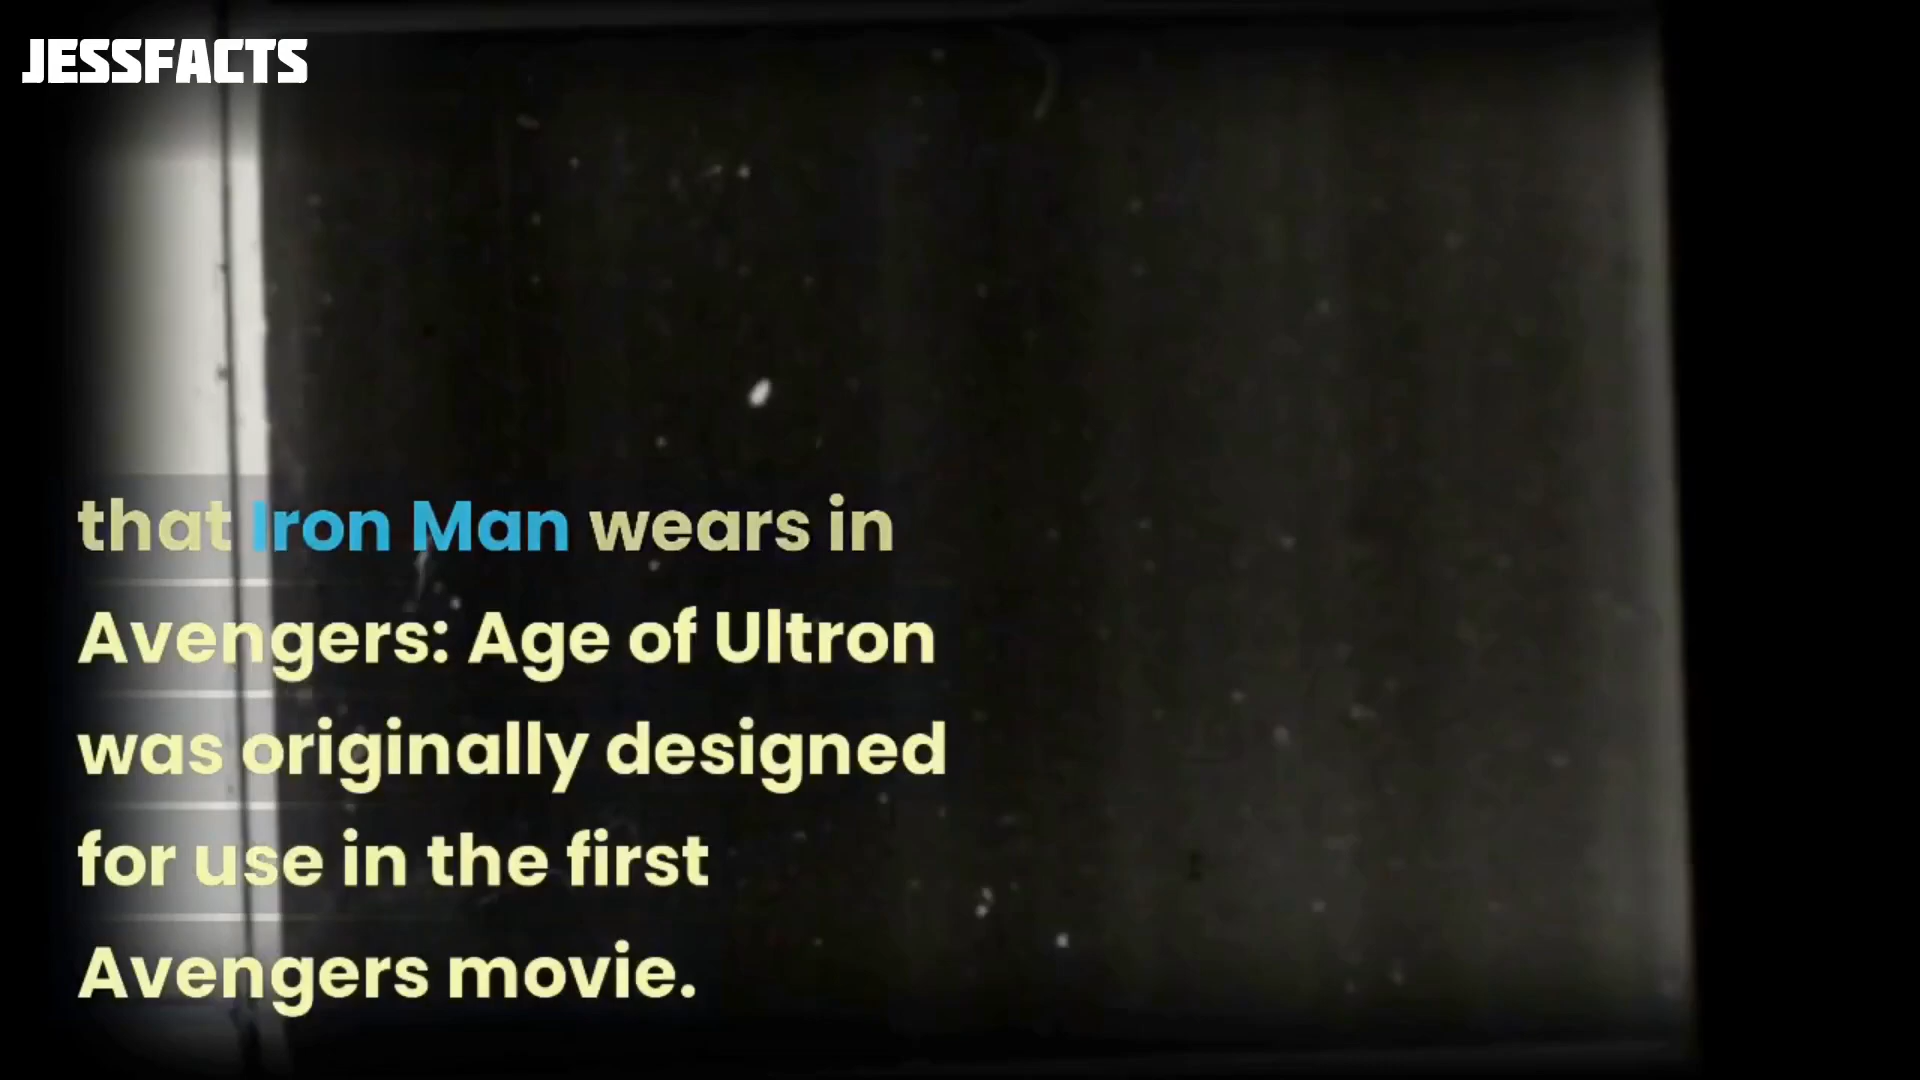 JESSFACTS
that Iron Man wears in
Avengers: Age of Ultron
was originally designed
for use in the first
Avengers movie.